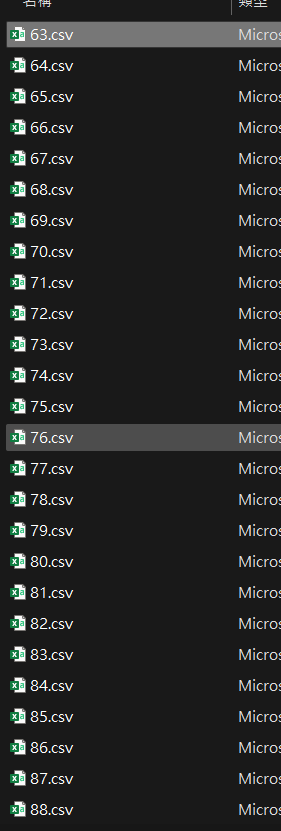 名稱 類型
63.csv Micros
64.csv Micros
65.csv Micros
66.csv Micros
67.csv Micros
68.csv Micros
69.csv Micros
70.csv Micros
71.csv Micros
72.csv Micros
73.csv Micros
74.csv Micros
75.csv Micros
76.csv Micros
77.csv Micros
78.csv Micros
79.csv Micros
80.csv Micros
81.csv Micros
82.csv Micros
83.csv Micros
84.csv Micros
85.csv Micros
86.csv Micros
87.csv Micros
88.csv Micros